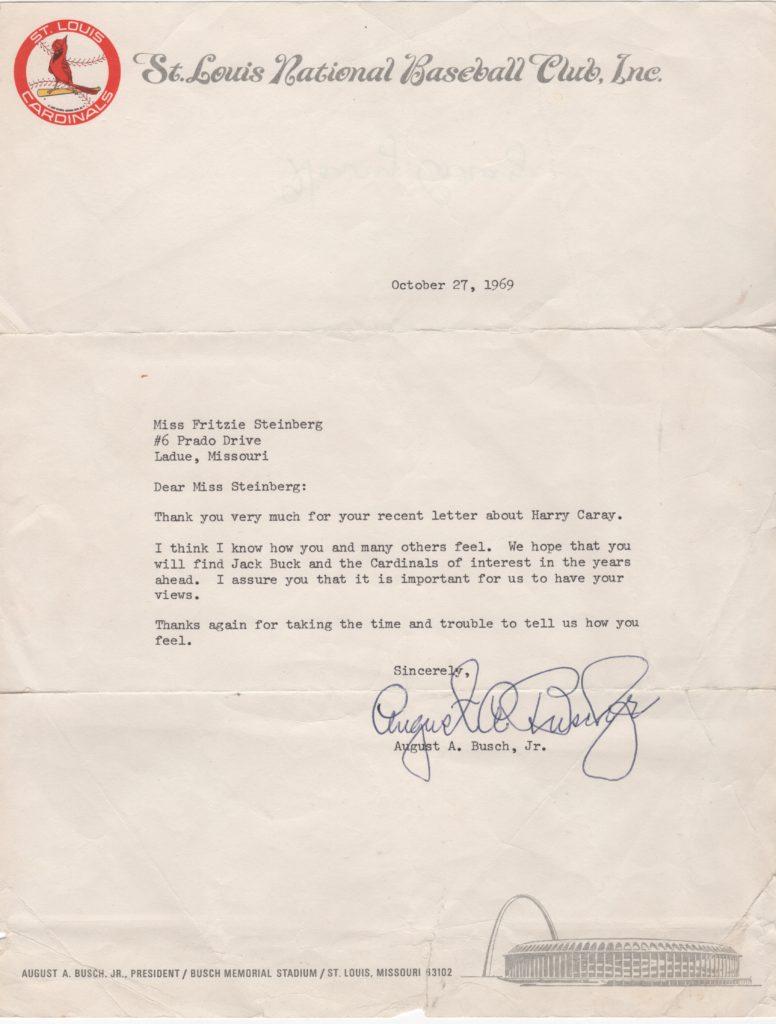 ST. LOUIS
CARDINALS
St. Louis National Baseball Club, Inc.
October 27, 1969
Miss Fritzie Steinberg
#6 Prado Drive
Ladue, Missouri
Dear Miss Steinberg:
Thank you very much for your recent letter about Harry Caray.
I think I know how you and many others feel.  We hope that you
will find Jack Buck and the Cardinals of interest in the years
ahead.  I assure you that it is important for us to have your
views.
Thanks again for taking the time and trouble to tell us how you
feel.
Sincerely,
August A. Busch Jr
August A. Busch, Jr.
AUGUST A. BUSCH, JR., PRESIDENT / BUSCH MEMORIAL STADIUM / ST. LOUIS, MISSOURI 63102